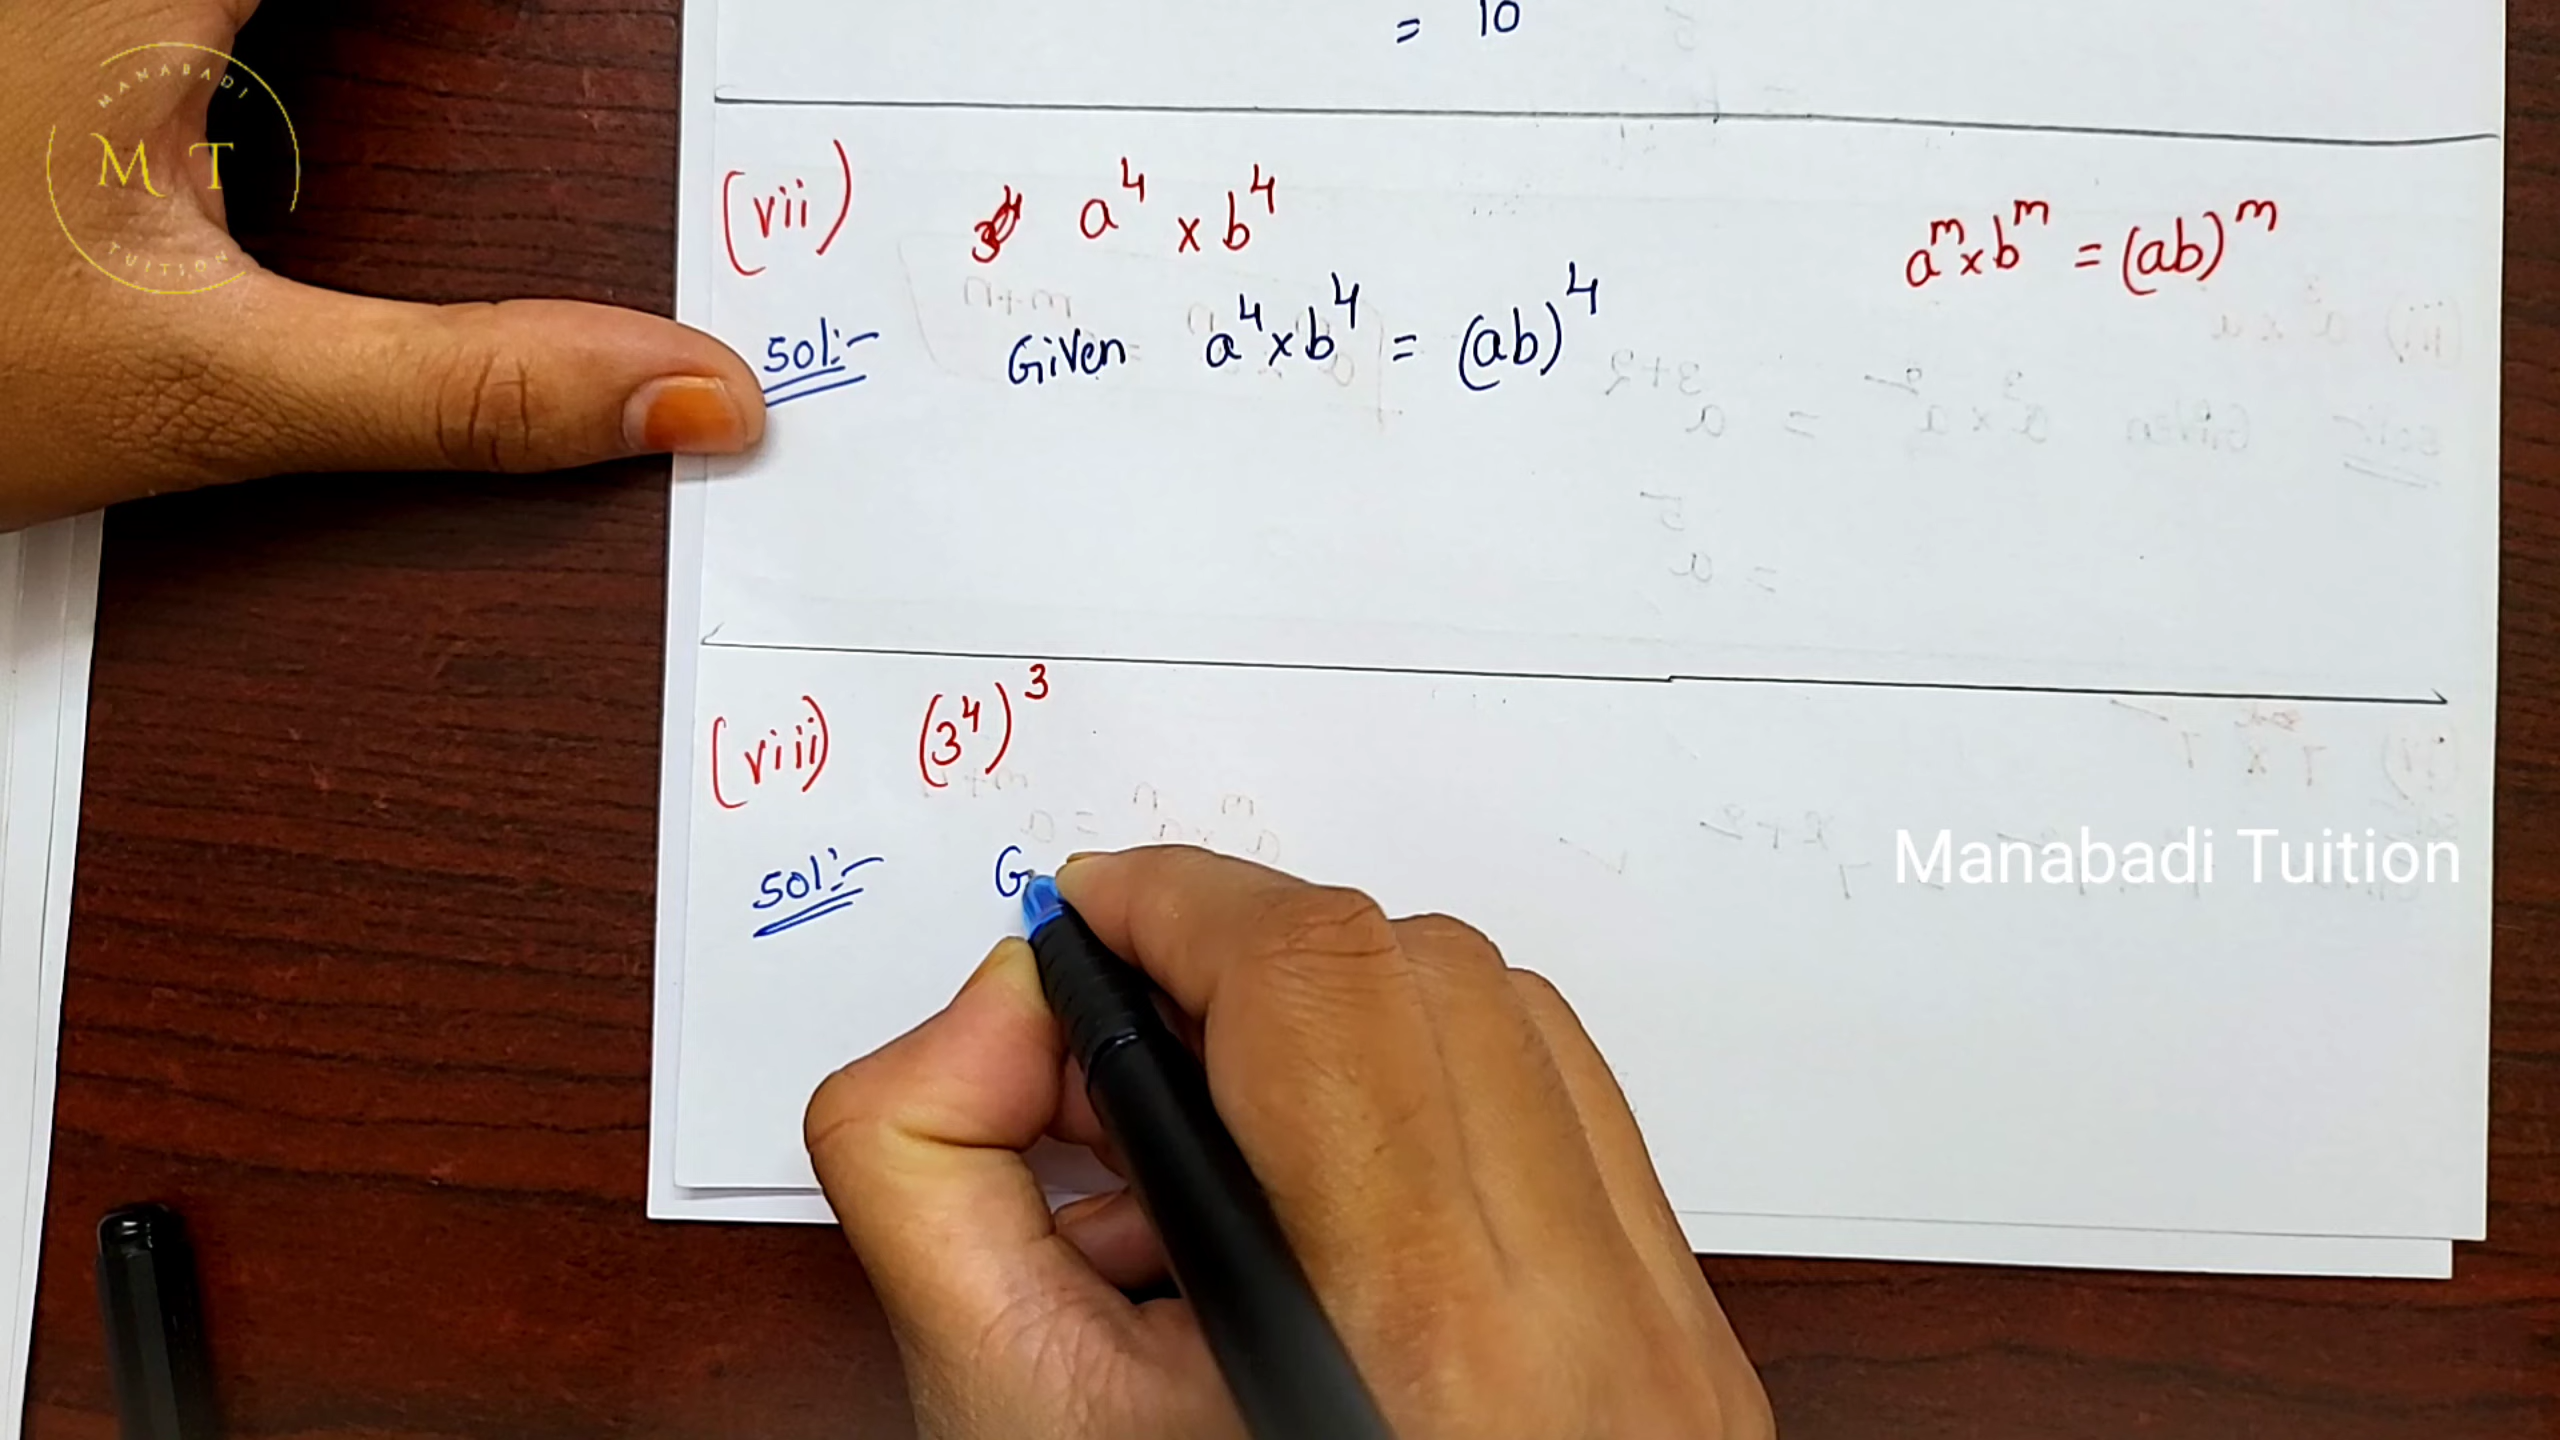 = 10
MANABADI
M T
TUITION
(vii) a⁴ × b⁴
aᵐ × bᵐ = (ab)ᵐ
Sol:- Given a⁴ × b⁴ = (ab)⁴
(viii) (3⁴)³
Sol:- G
Manabadi Tuition